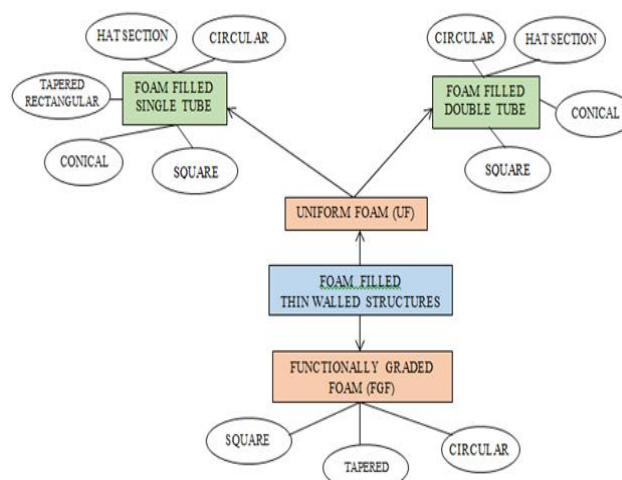 HAT SECTION
CIRCULAR
FOAM FILLED
SINGLE TUBE
TAPERED
RECTANGULAR
CONICAL
SQUARE
CIRCULAR
HAT SECTION
FOAM FILLED
DOUBLE TUBE
CONICAL
SQUARE
UNIFORM FOAM (UF)
FOAM FILLED
THIN WALLED STRUCTURES
FUNCTIONALLY GRADED
FOAM (FGF)
SQUARE
TAPERED
CIRCULAR